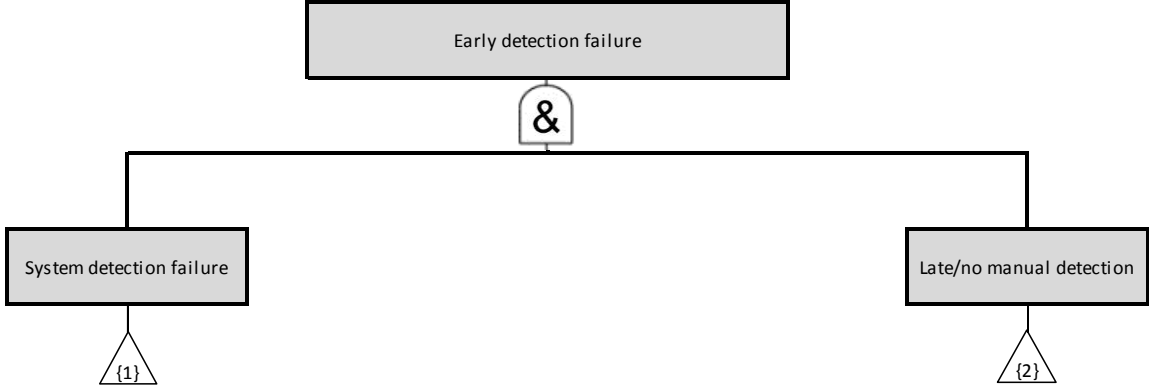 Early detection failure
&
System detection failure
Late/no manual detection
{1}
{2}